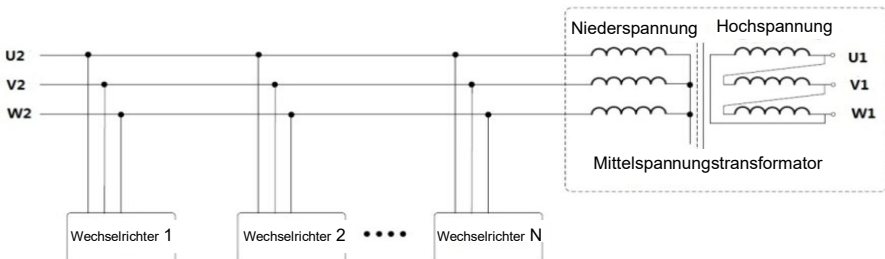 Niederspannung Hochspannung
U2 U1
V2 V1
W2 W1
Mittelspannungstransformator
Wechselrichter 1 Wechselrichter 2 •••• Wechselrichter N